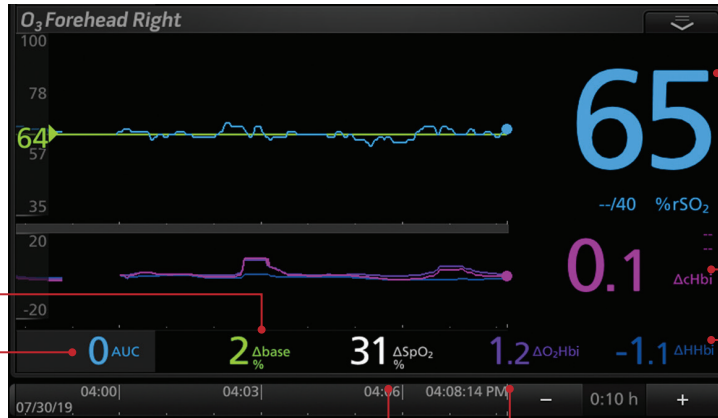 O3 Forehead Right
100
78
64
57
35
65
--/40 %rSO2
20
-20
--
--
0.1 ΔcHbi
0 AUC 2 Δbase % 31 ΔSpO2 % 1.2 ΔO2Hbi -1.1 ΔHHbi
04:00 04:03 04:06 04:08:14 PM − 0:10 h +
07/30/19